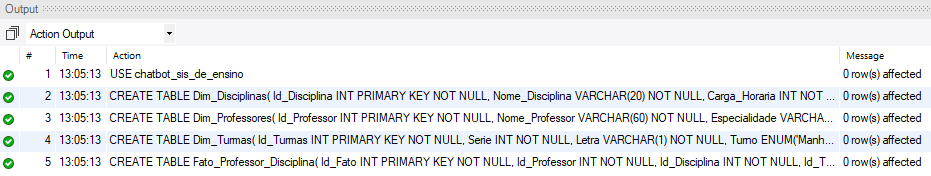 Output
Action Output
# Time Action Message
1 13:05:13 USE chatbot_sis_de_ensino 0 row(s) affected
2 13:05:13 CREATE TABLE Dim_Disciplinas( Id_Disciplina INT PRIMARY KEY NOT NULL, Nome_Disciplina VARCHAR(20) NOT NULL, Carga_Horaria INT NOT ... 0 row(s) affected
3 13:05:13 CREATE TABLE Dim_Professores( Id_Professor INT PRIMARY KEY NOT NULL, Nome_Professor VARCHAR(60) NOT NULL, Especialidade VARCHA... 0 row(s) affected
4 13:05:13 CREATE TABLE Dim_Turmas( Id_Turmas INT PRIMARY KEY NOT NULL, Serie INT NOT NULL, Letra VARCHAR(1) NOT NULL, Turno ENUM('Manh... 0 row(s) affected
5 13:05:13 CREATE TABLE Fato_Professor_Disciplina( Id_Fato INT PRIMARY KEY NOT NULL, Id_Professor INT NOT NULL, Id_Disciplina INT NOT NULL, Id_T... 0 row(s) affected